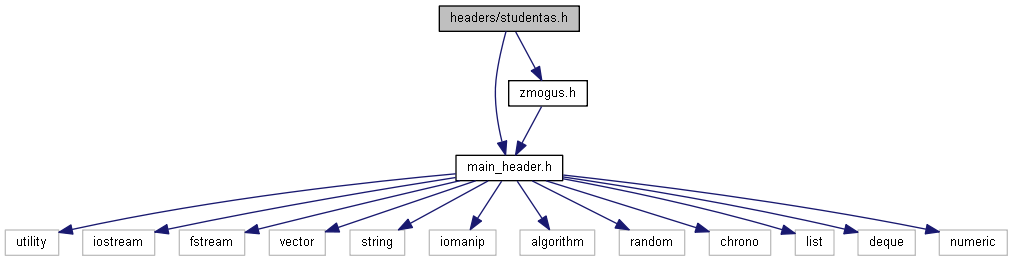 headers/studentas.h
zmogus.h
main_header.h
utility iostream fstream vector string iomanip algorithm random chrono list deque numeric